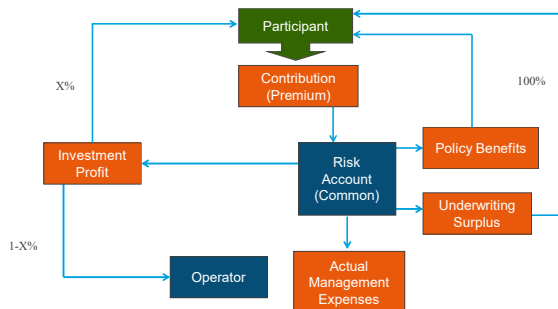 Participant
Contribution
(Premium)
X%
100%
Investment
Profit
Risk
Account
(Common)
Policy Benefits
Underwriting
Surplus
1-X%
Operator
Actual
Management
Expenses